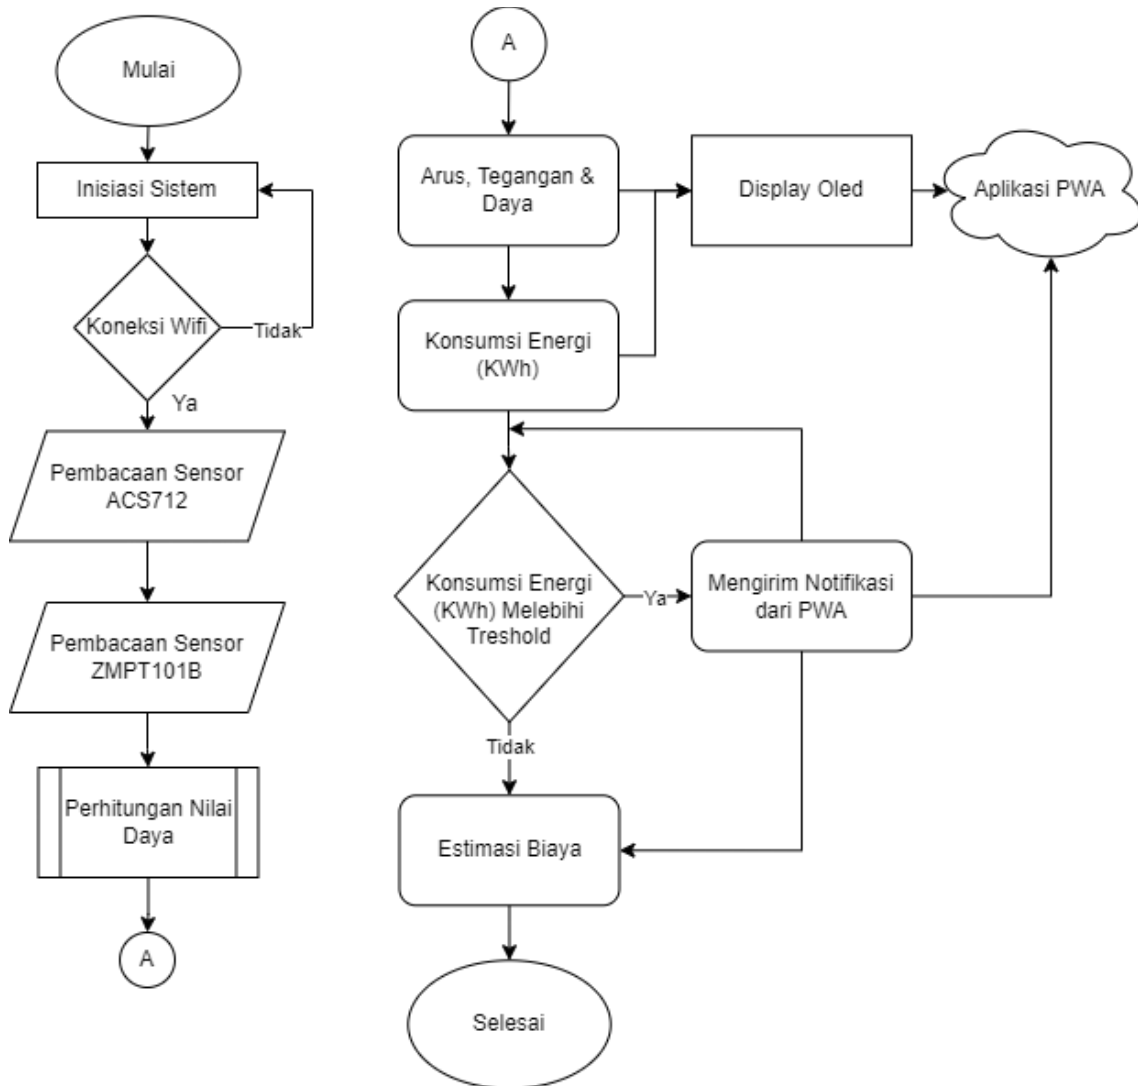 Mulai
Inisiasi Sistem
Koneksi Wifi
Tidak
Ya
Pembacaan Sensor
ACS712
Pembacaan Sensor
ZMPT101B
Perhitungan Nilai
Daya
A
A
Arus, Tegangan &
Daya
Display Oled
Aplikasi PWA
Konsumsi Energi
(KWh)
Konsumsi Energi
(KWh) Melebihi
Treshold
Ya
Mengirim Notifikasi
dari PWA
Tidak
Estimasi Biaya
Selesai